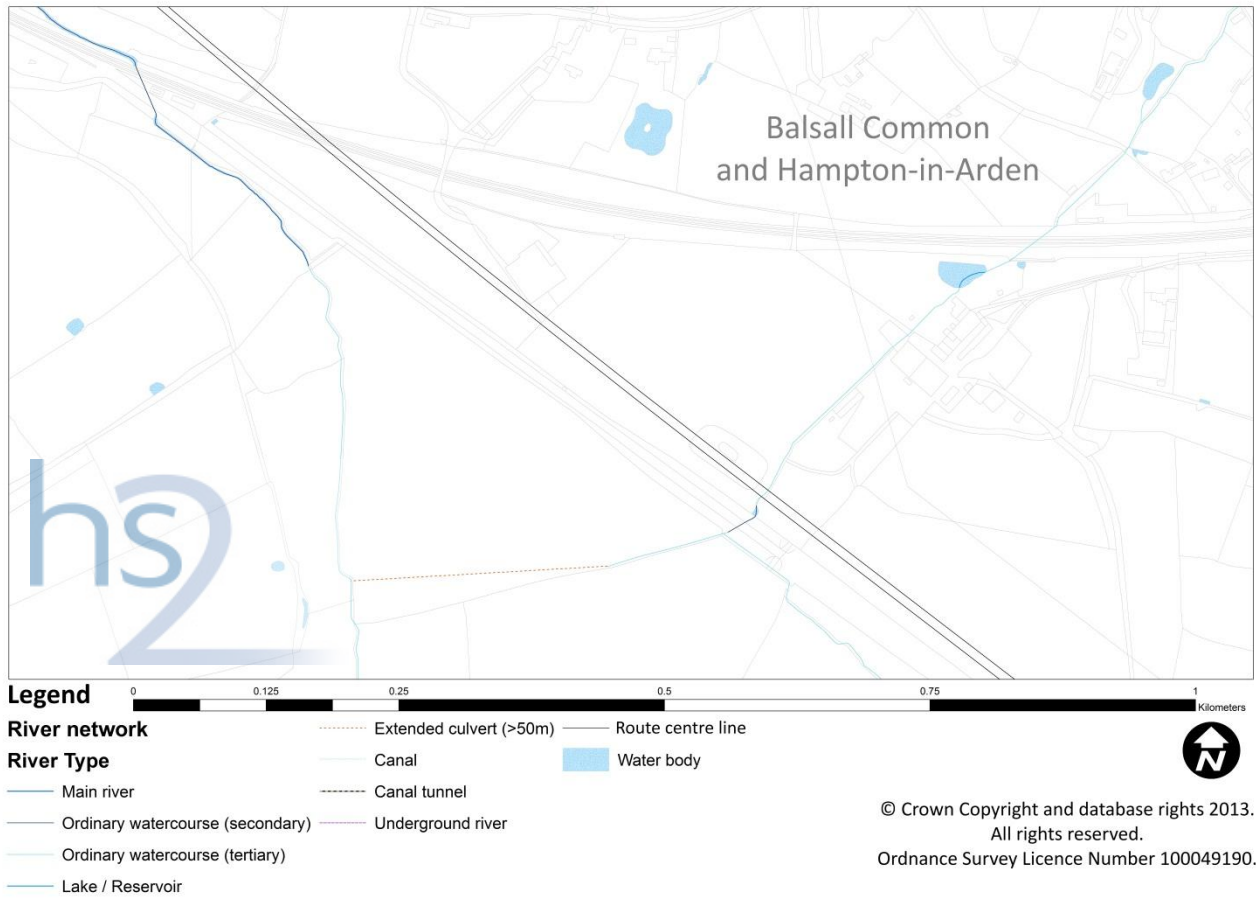 Balsall Common
and Hampton-in-Arden
hs2
Legend
0 0.125 0.25 0.5 0.75 1
Kilometers
River network
River Type
Main river
Ordinary watercourse (secondary)
Ordinary watercourse (tertiary)
Lake / Reservoir
Extended culvert (>50m)
Canal
Canal tunnel
Underground river
Route centre line
Water body
N
© Crown Copyright and database rights 2013.
All rights reserved.
Ordnance Survey Licence Number 100049190.